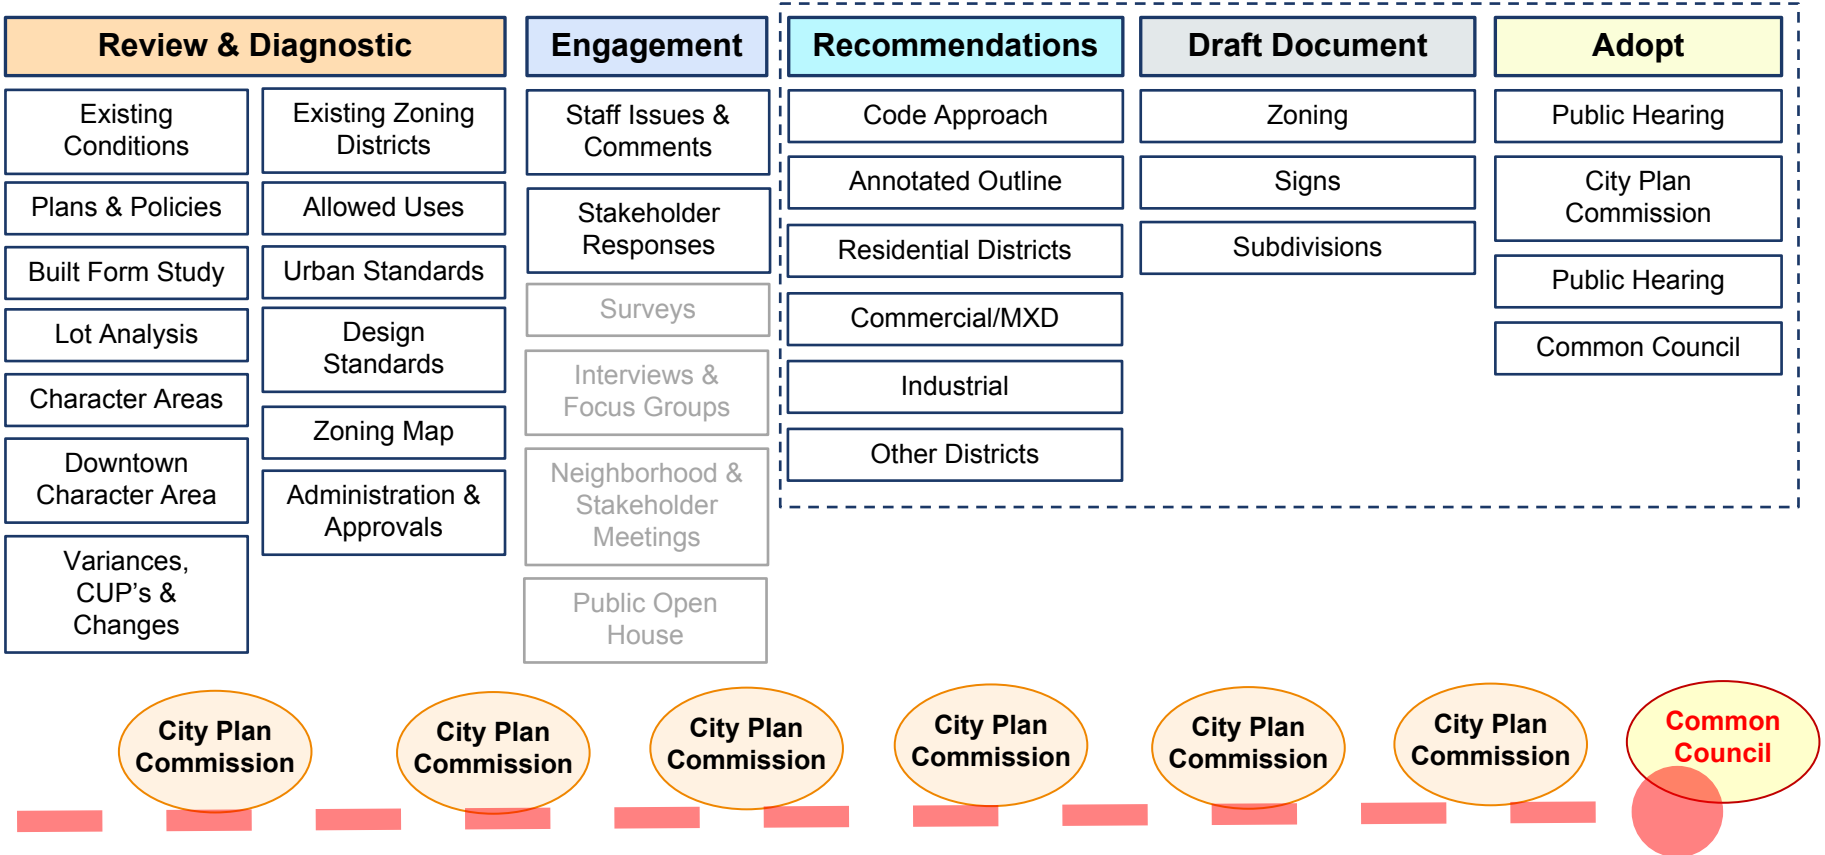 Review & Diagnostic
Existing
Conditions
Plans & Policies
Built Form Study
Lot Analysis
Character Areas
Downtown
Character Area
Variances,
CUP's &
Changes
Existing Zoning
Districts
Allowed Uses
Urban Standards
Design
Standards
Zoning Map
Administration &
Approvals
Engagement
Staff Issues &
Comments
Stakeholder
Responses
Surveys
Interviews &
Focus Groups
Neighborhood &
Stakeholder
Meetings
Public Open
House
Recommendations
Code Approach
Annotated Outline
Residential Districts
Commercial/MXD
Industrial
Other Districts
Draft Document
Zoning
Signs
Subdivisions
Adopt
Public Hearing
City Plan
Commission
Public Hearing
Common Council
City Plan
Commission
City Plan
Commission
City Plan
Commission
City Plan
Commission
City Plan
Commission
City Plan
Commission
Common
Council